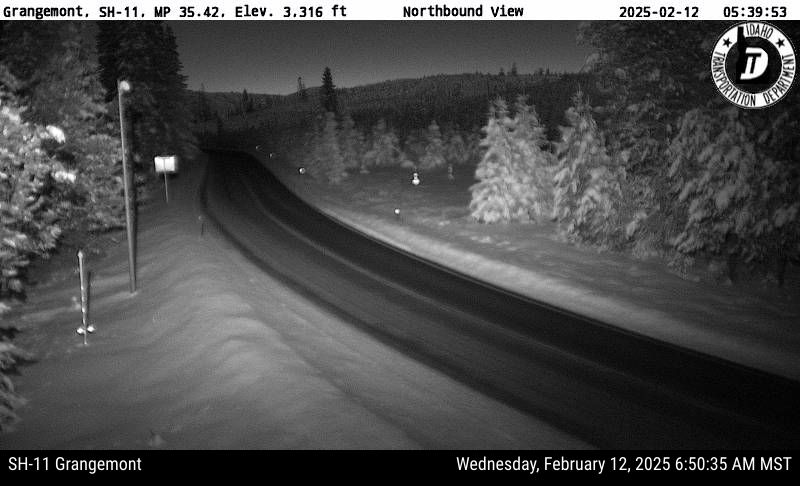 Grangemont, SH-11, MP 35.42, Elev. 3,316 ft Northbound View 2025-02-12 05:39:53
IDAHO
TRANSPORTATION DEPARTMENT
SH-11 Grangemont Wednesday, February 12, 2025 6:50:35 AM MST